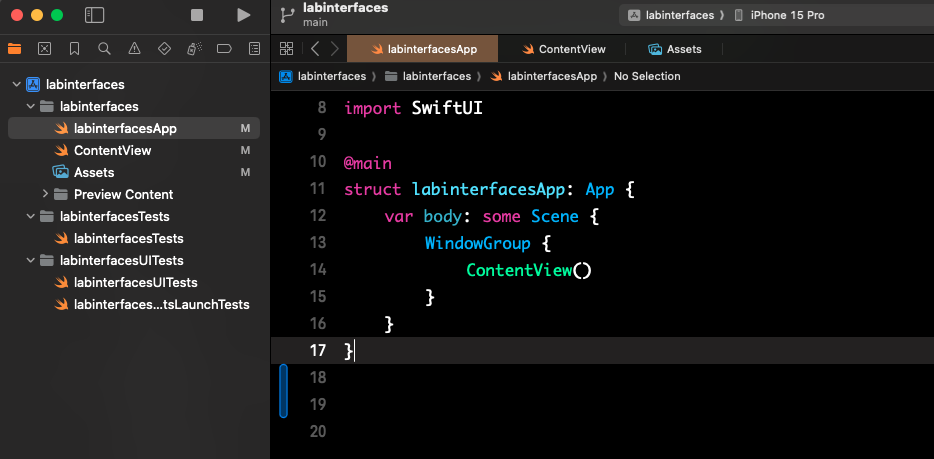 labinterfaces
main
labinterfaces
iPhone 15 Pro
labinterfacesApp
ContentView
Assets
labinterfaces
labinterfaces
labinterfacesApp
No Selection
labinterfaces
labinterfaces
labinterfacesApp M
ContentView M
Assets M
Preview Content
labinterfacesTests
labinterfacesTests
labinterfacesUITests
labinterfacesUITests
labinterfaces...tsLaunchTests
8 import SwiftUI
9
10 @main
11 struct labinterfacesApp: App {
12 var body: some Scene {
13 WindowGroup {
14 ContentView()
15 }
16 }
17 }
18
19
20